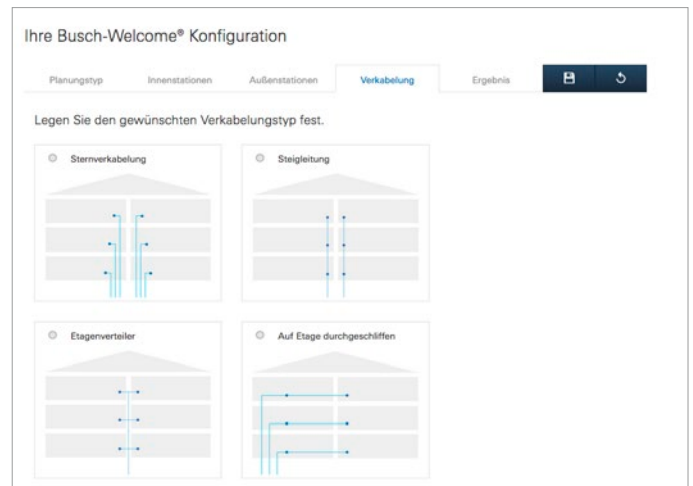 Ihre Busch-Welcome® Konfiguration
Planungstyp Innenstationen Außenstationen Verkabelung Ergebnis
Legen Sie den gewünschten Verkabelungstyp fest.
Sternverkabelung Steigleitung
Etagenverteiler Auf Etage durchgeschliffen